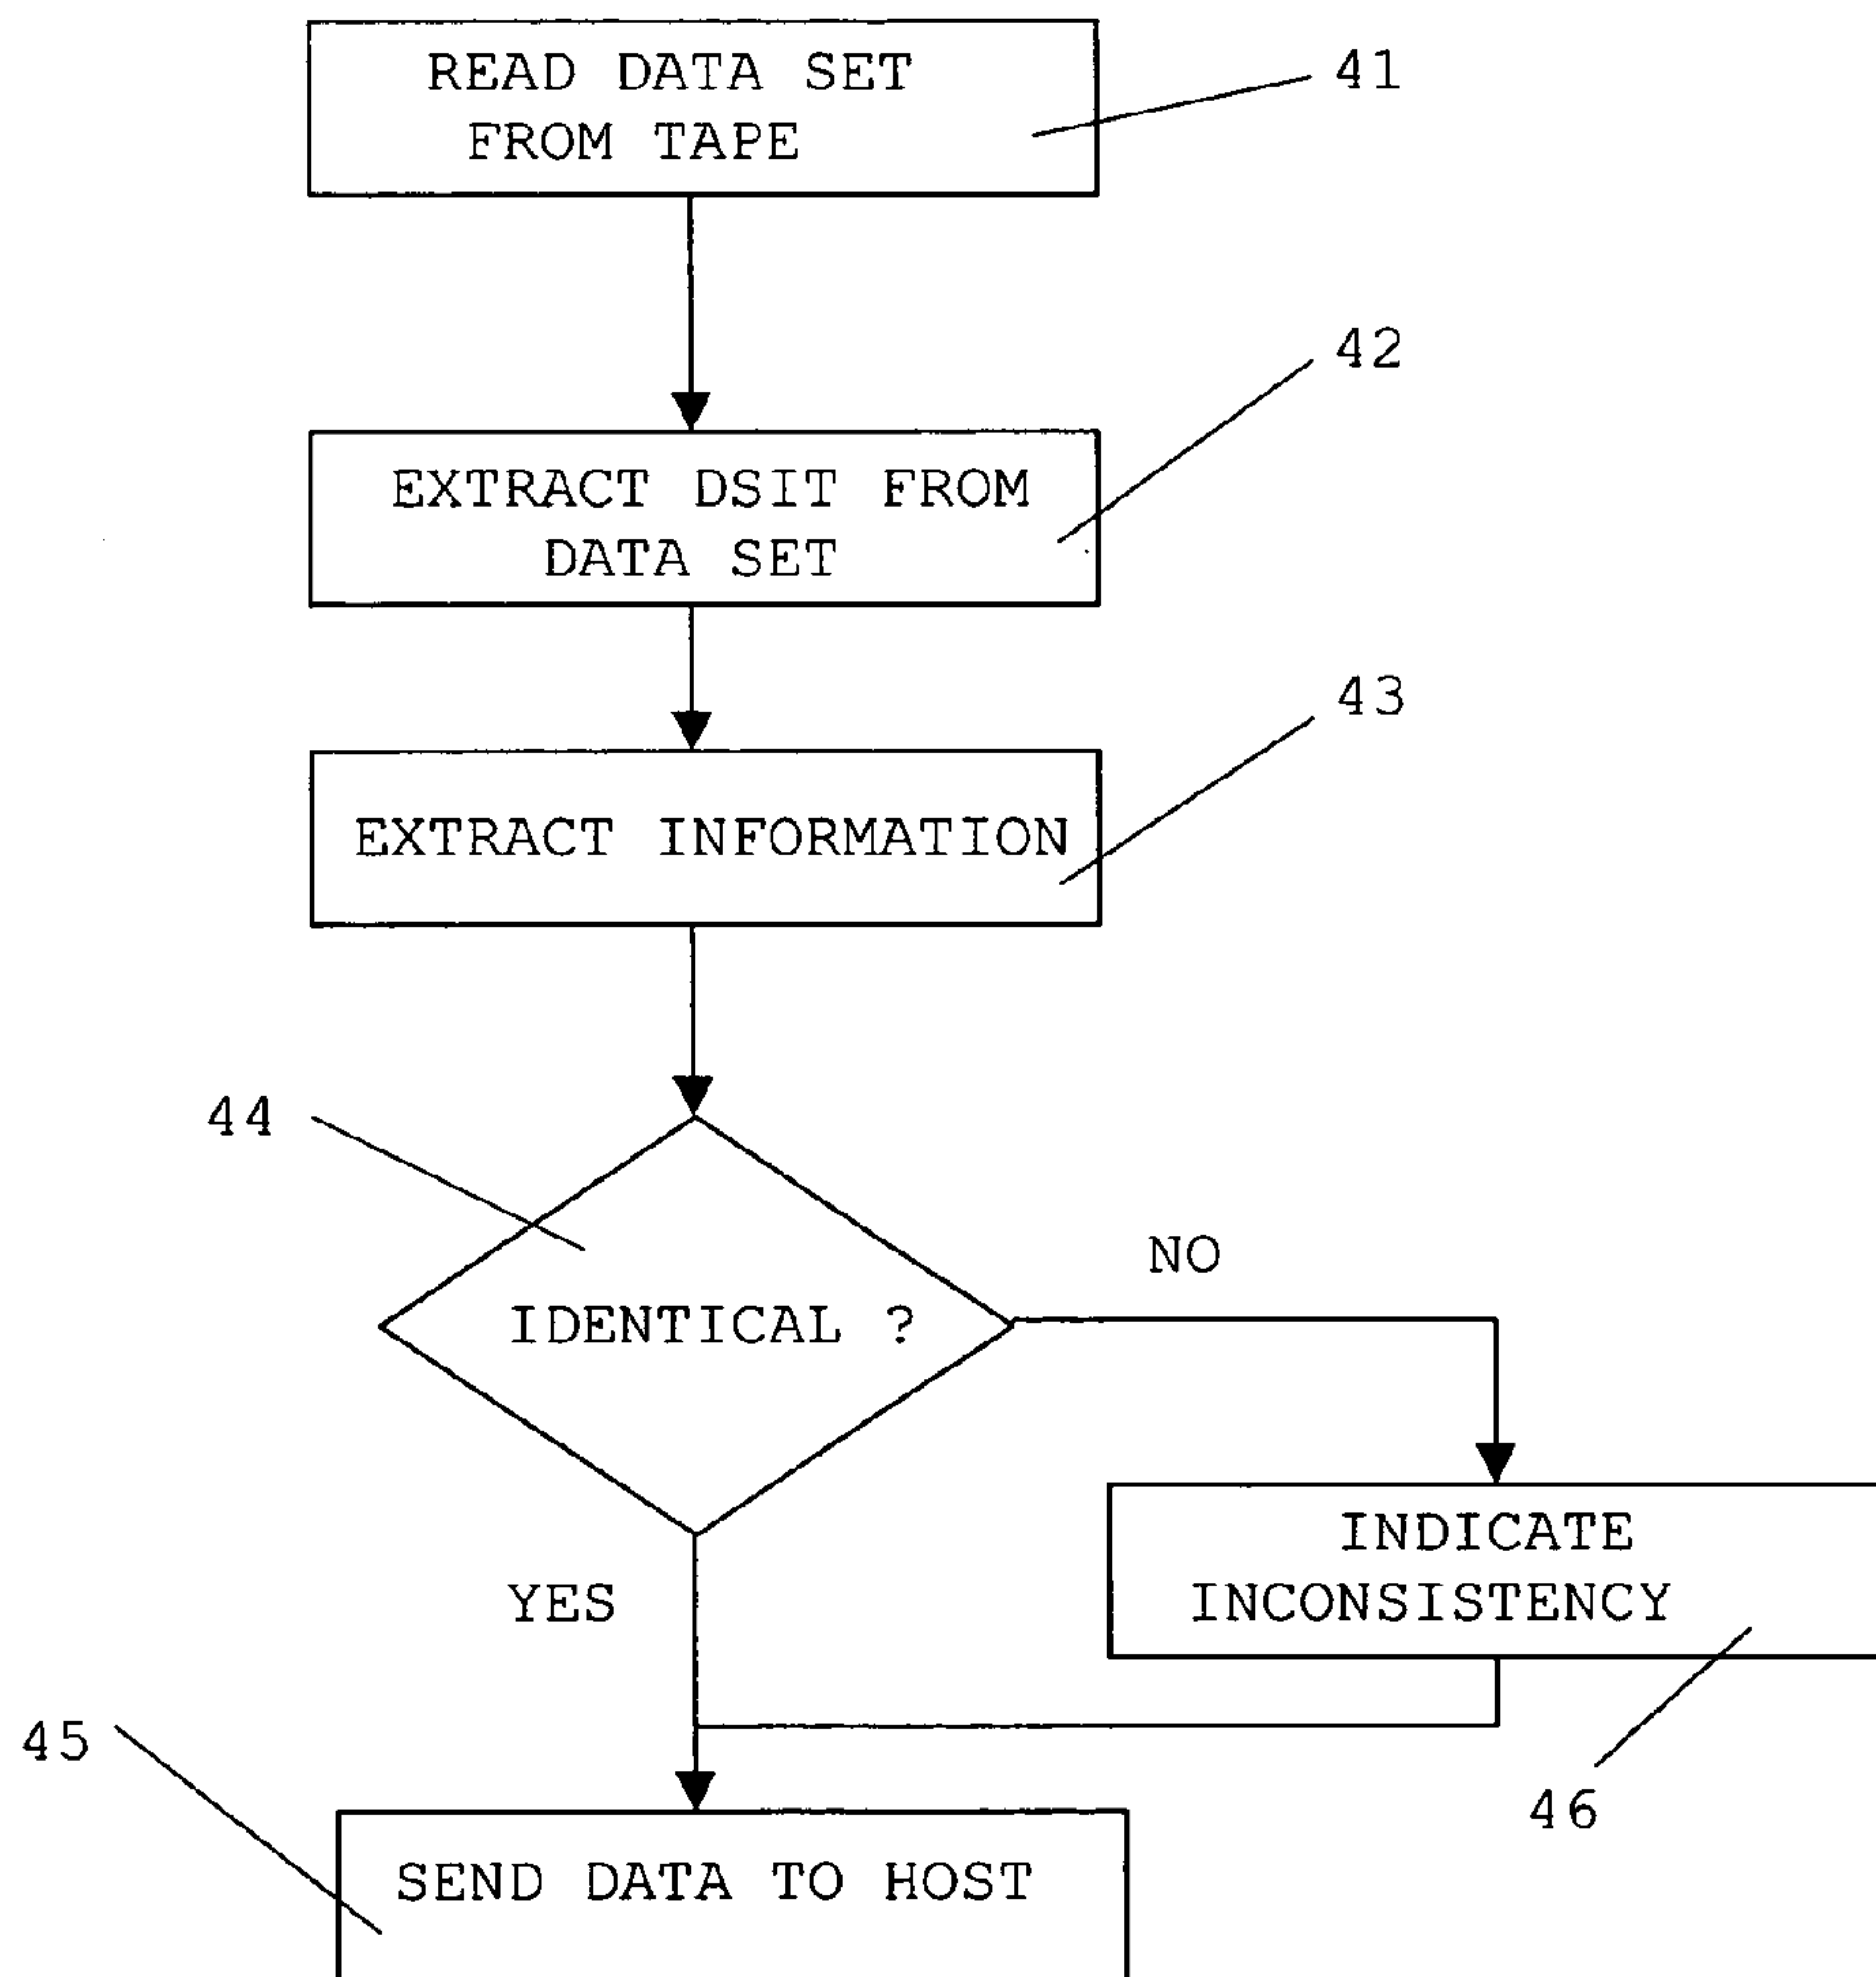 READ DATA SET
FROM TAPE
41
42
EXTRACT DSIT FROM
DATA SET
43
EXTRACT INFORMATION
44
NO
IDENTICAL ?
INDICATE
INCONSISTENCY
YES
45
46
SEND DATA TO HOST